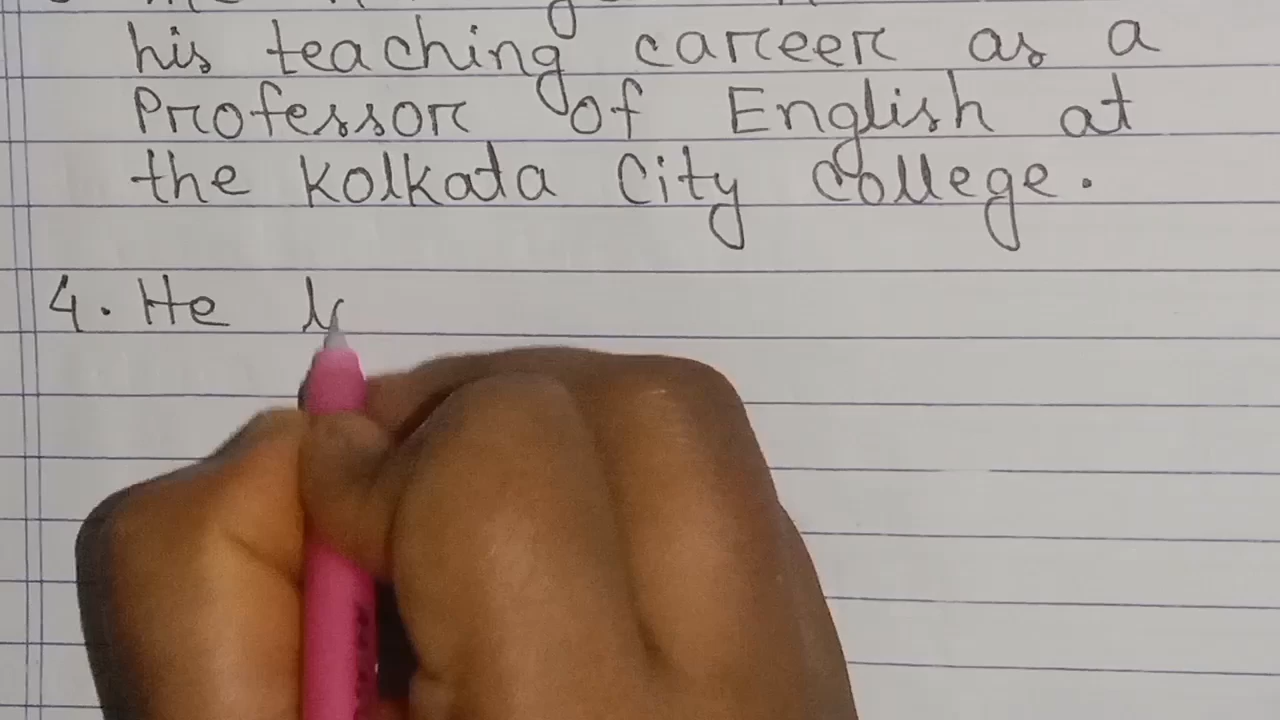 his teaching career as a
Professor of English at
the Kolkata City College.
4. He